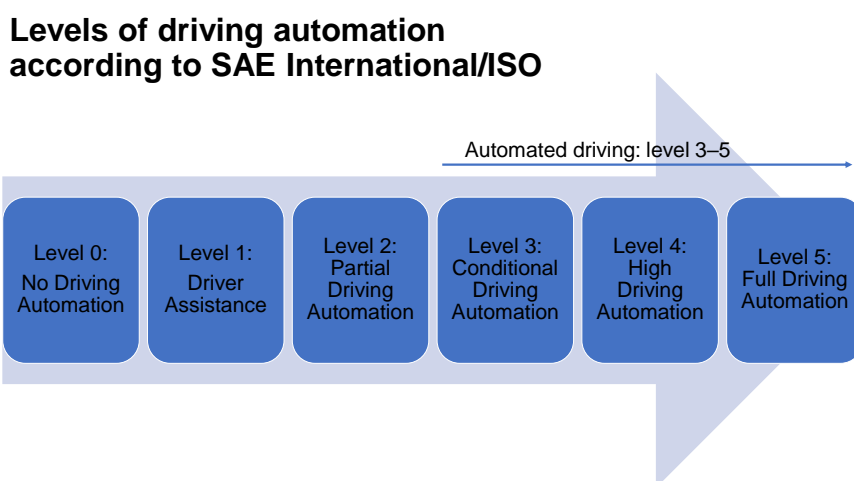 Levels of driving automation
according to SAE International/ISO
Automated driving: level 3–5
Level 0:
No Driving
Automation
Level 1:
Driver
Assistance
Level 2:
Partial
Driving
Automation
Level 3:
Conditional
Driving
Automation
Level 4:
High
Driving
Automation
Level 5:
Full Driving
Automation